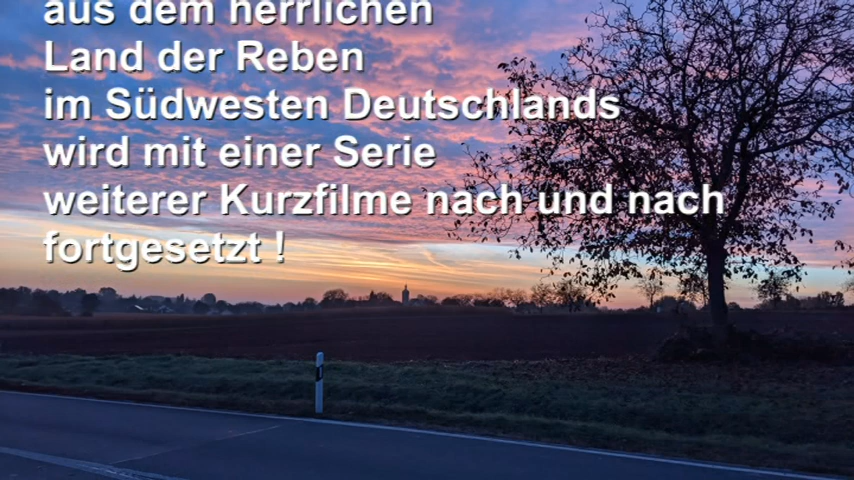 aus dem herrlichen
Land der Reben
im Südwesten Deutschlands
wird mit einer Serie
weiterer Kurzfilme nach und nach
fortgesetzt !